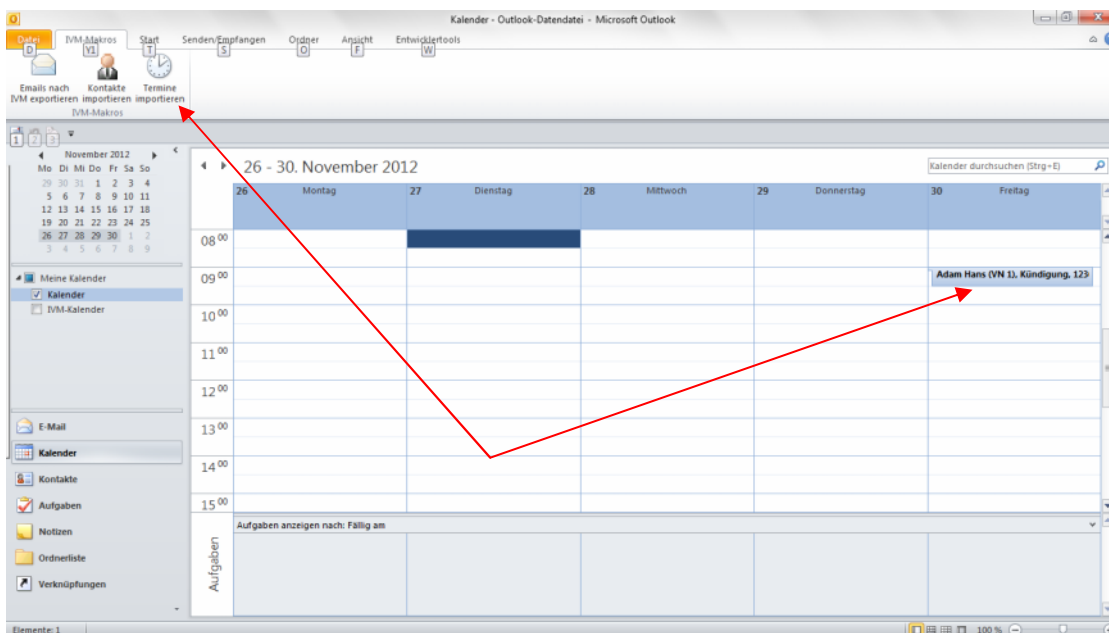 Kalender - Outlook-Datendatei - Microsoft Outlook
Datei IVM-Makros Start Senden/Empfangen Ordner Ansicht Entwicklertools
D Y1 T S O F W
Emails nach IVM exportieren
Kontakte importieren
Termine importieren
IVM-Makros
1 2 3
November 2012
Mo Di Mi Do Fr Sa So
29 30 31 1 2 3 4
5 6 7 8 9 10 11
12 13 14 15 16 17 18
19 20 21 22 23 24 25
26 27 28 29 30 1 2
3 4 5 6 7 8 9
Meine Kalender
Kalender
IVM-Kalender
E-Mail
Kalender
Kontakte
Aufgaben
Notizen
Ordnerliste
Verknüpfungen
26 - 30. November 2012
Kalender durchsuchen (Strg+E)
26 Montag 27 Dienstag 28 Mittwoch 29 Donnerstag 30 Freitag
08 00
09 00
Adam Hans (VN 1), Kündigung, 123
10 00
11 00
12 00
13 00
14 00
15 00
Aufgaben anzeigen nach: Fällig am
Aufgaben
Elemente: 1
100 %